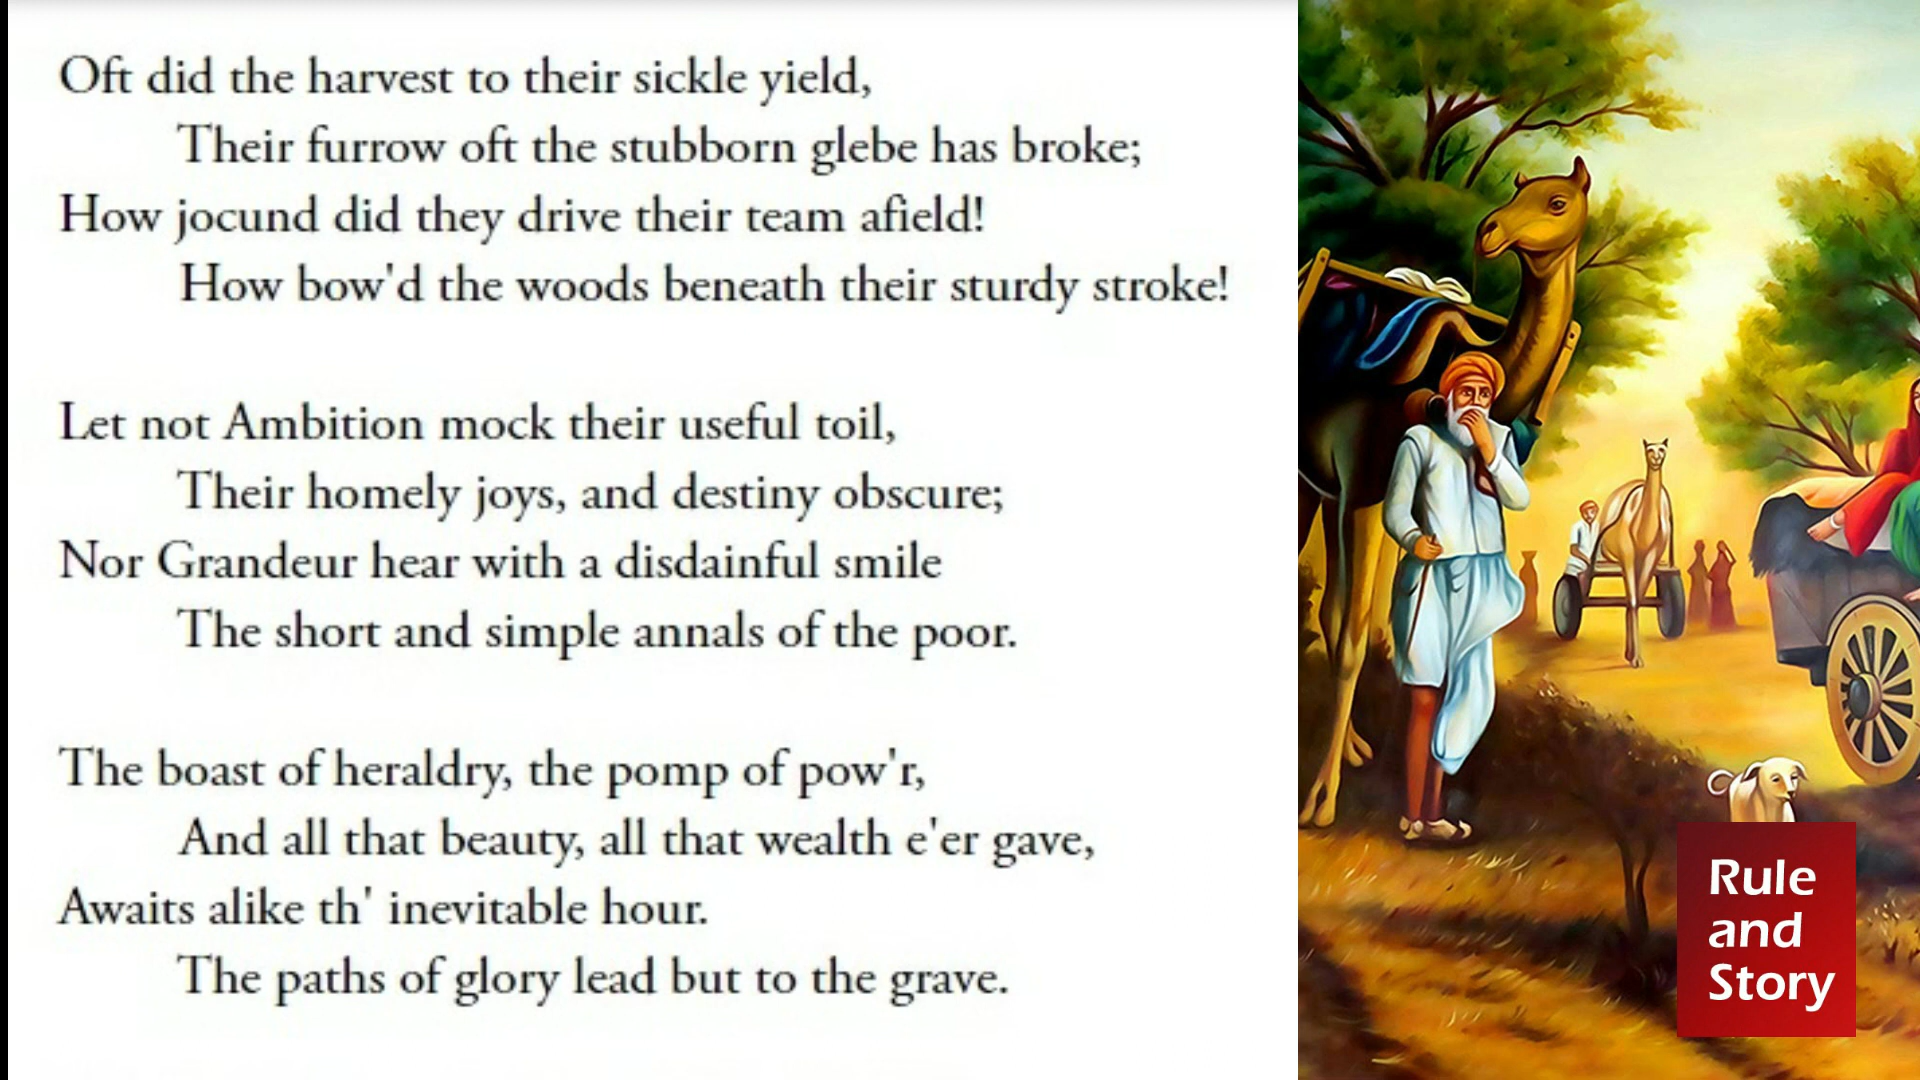 Oft did the harvest to their sickle yield,
Their furrow oft the stubborn glebe has broke;
How jocund did they drive their team afield!
How bow'd the woods beneath their sturdy stroke!
Let not Ambition mock their useful toil,
Their homely joys, and destiny obscure;
Nor Grandeur hear with a disdainful smile
The short and simple annals of the poor.
The boast of heraldry, the pomp of pow'r,
And all that beauty, all that wealth e'er gave,
Awaits alike th' inevitable hour.
The paths of glory lead but to the grave.
Rule
and
Story